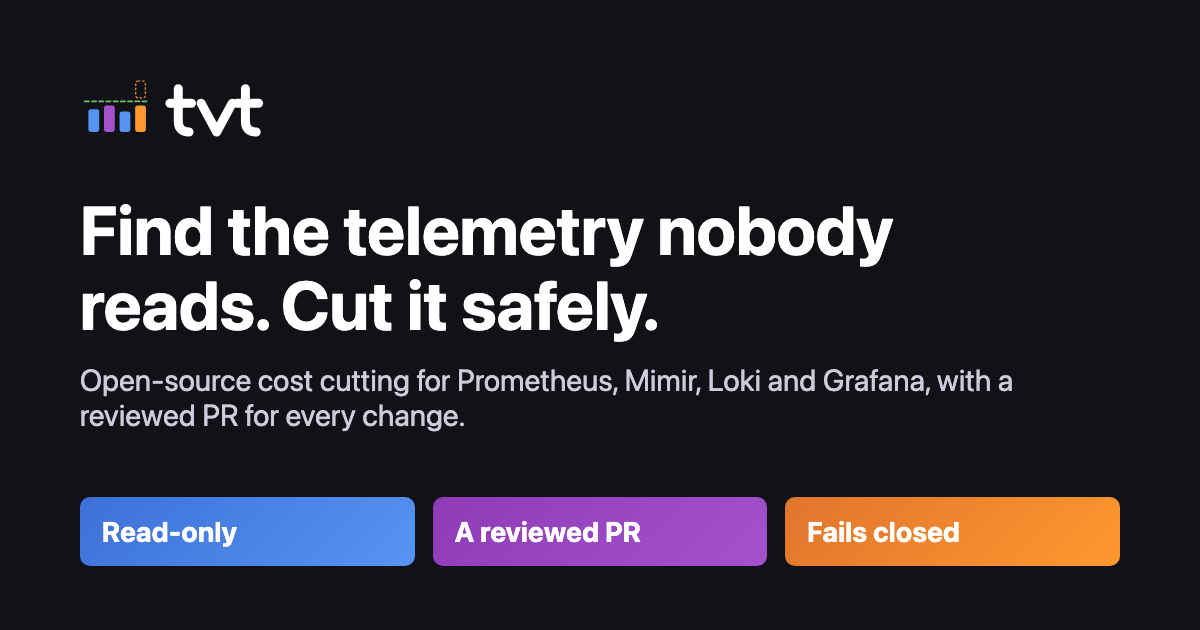 tvt
Find the telemetry nobody
reads. Cut it safely.
Open-source cost cutting for Prometheus, Mimir, Loki and Grafana, with a
reviewed PR for every change.
Read-only
A reviewed PR
Fails closed